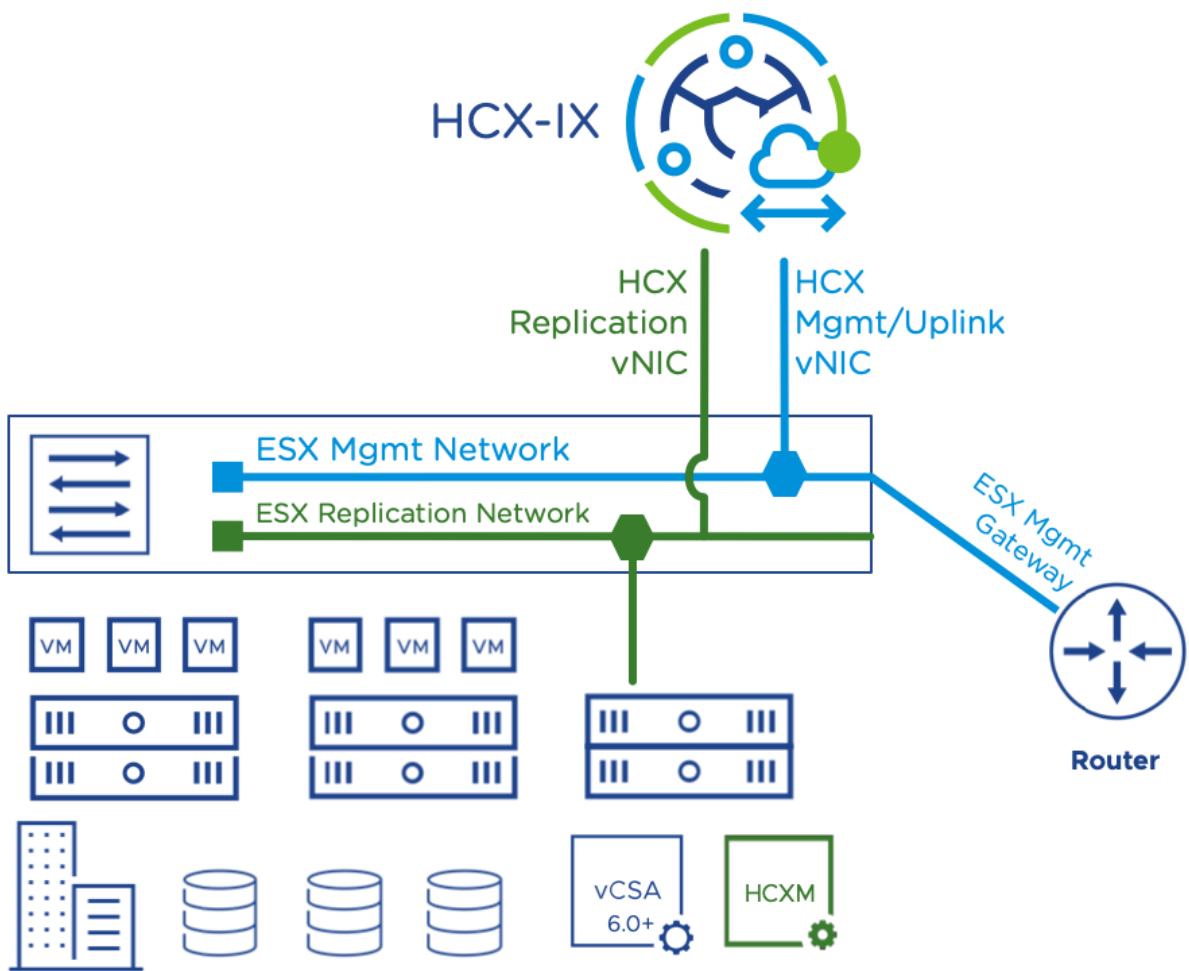 HCX-IX
HCX
Replication
vNIC
HCX
Mgmt/Uplink
vNIC
ESX Mgmt Network
ESX Replication Network
ESX Mgmt
Gateway
VM VM VM VM VM VM
Router
vCSA
6.0+
HCXM